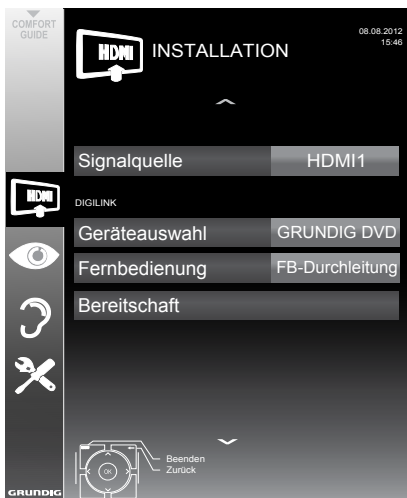 COMFORT
GUIDE
HDMI
INSTALLATION
08.08.2012
15:46
Signalquelle HDMI1
HDMI
DIGILINK
Geräteauswahl GRUNDIG DVD
Fernbedienung FB-Durchleitung
Bereitschaft
Beenden
Zurück
OK
GRUNDIG